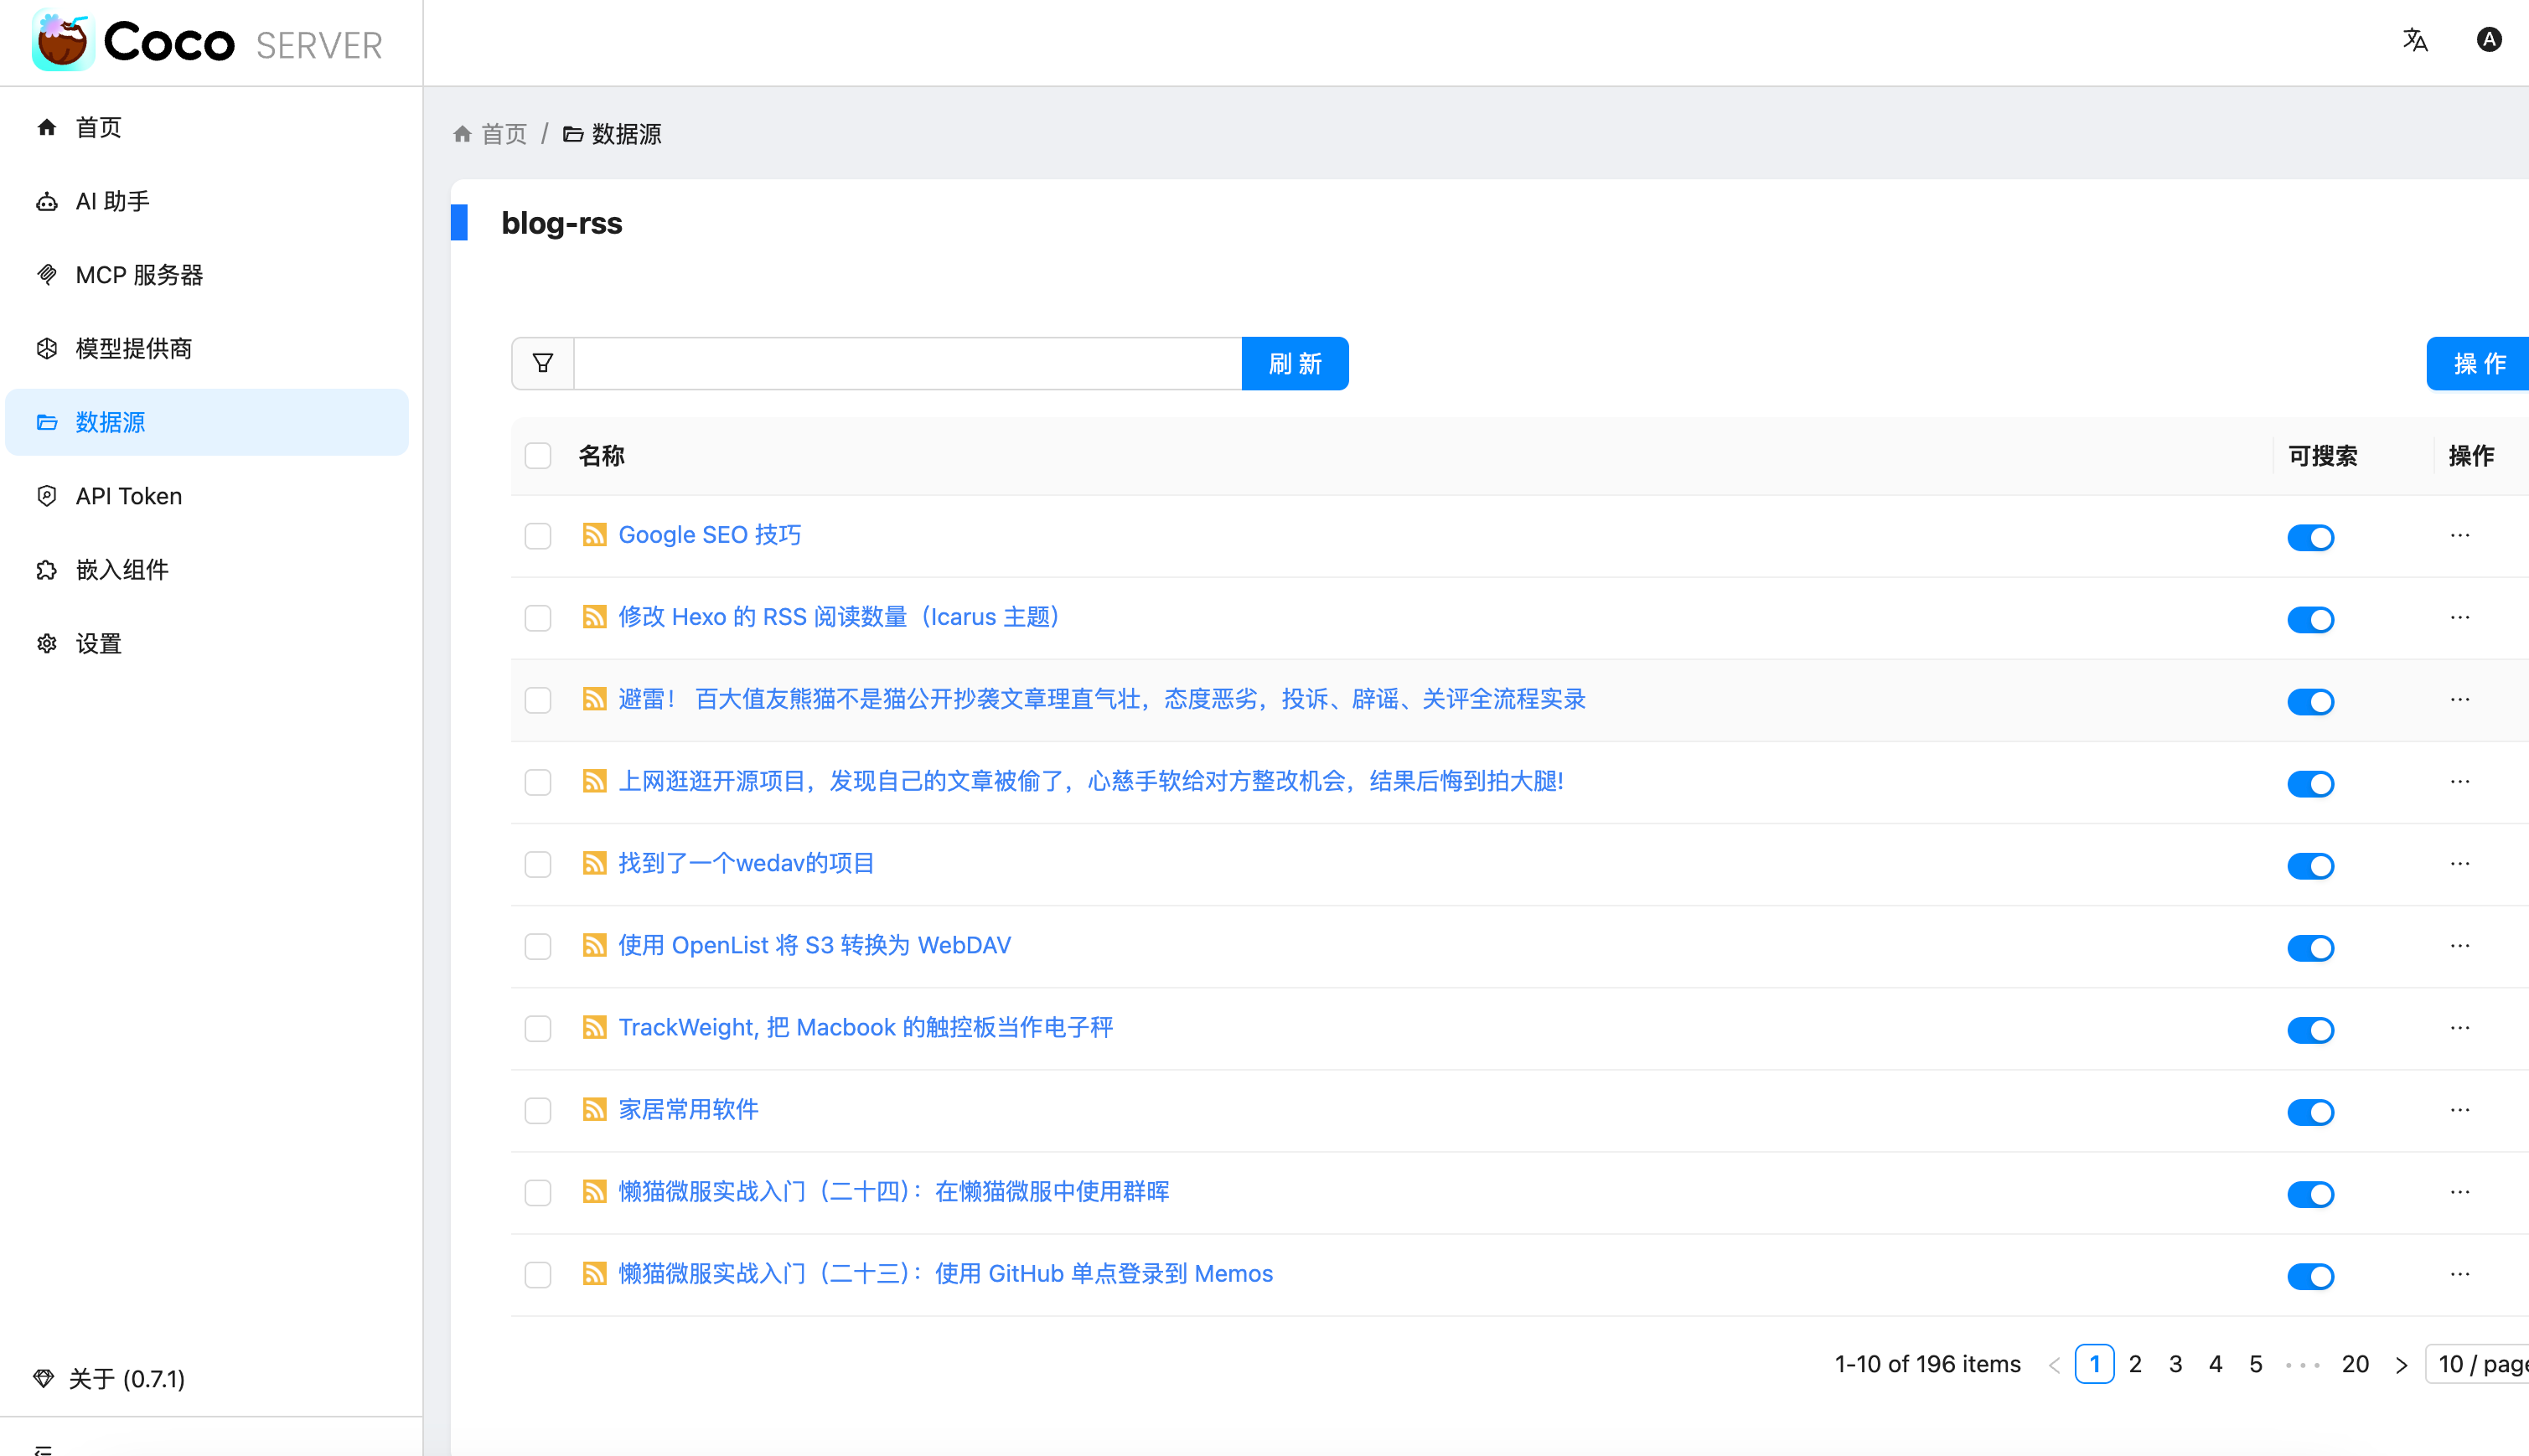 Coco SERVER
A
首页
AI 助手
MCP 服务器
模型提供商
数据源
API Token
嵌入组件
设置
关于 (0.7.1)
首页 / 数据源
blog-rss
刷 新
操 作
名称 可搜索 操作
Google SEO 技巧
修改 Hexo 的 RSS 阅读数量（Icarus 主题）
避雷！ 百大值友熊猫不是猫公开抄袭文章理直气壮，态度恶劣，投诉、辟谣、关评全流程实录
上网逛逛开源项目，发现自己的文章被偷了，心慈手软给对方整改机会，结果后悔到拍大腿!
找到了一个wedav的项目
使用 OpenList 将 S3 转换为 WebDAV
TrackWeight, 把 Macbook 的触控板当作电子秤
家居常用软件
懒猫微服实战入门（二十四）：在懒猫微服中使用群晖
懒猫微服实战入门（二十三）：使用 GitHub 单点登录到 Memos
1-10 of 196 items < 1 2 3 4 5 ••• 20 > 10 / page